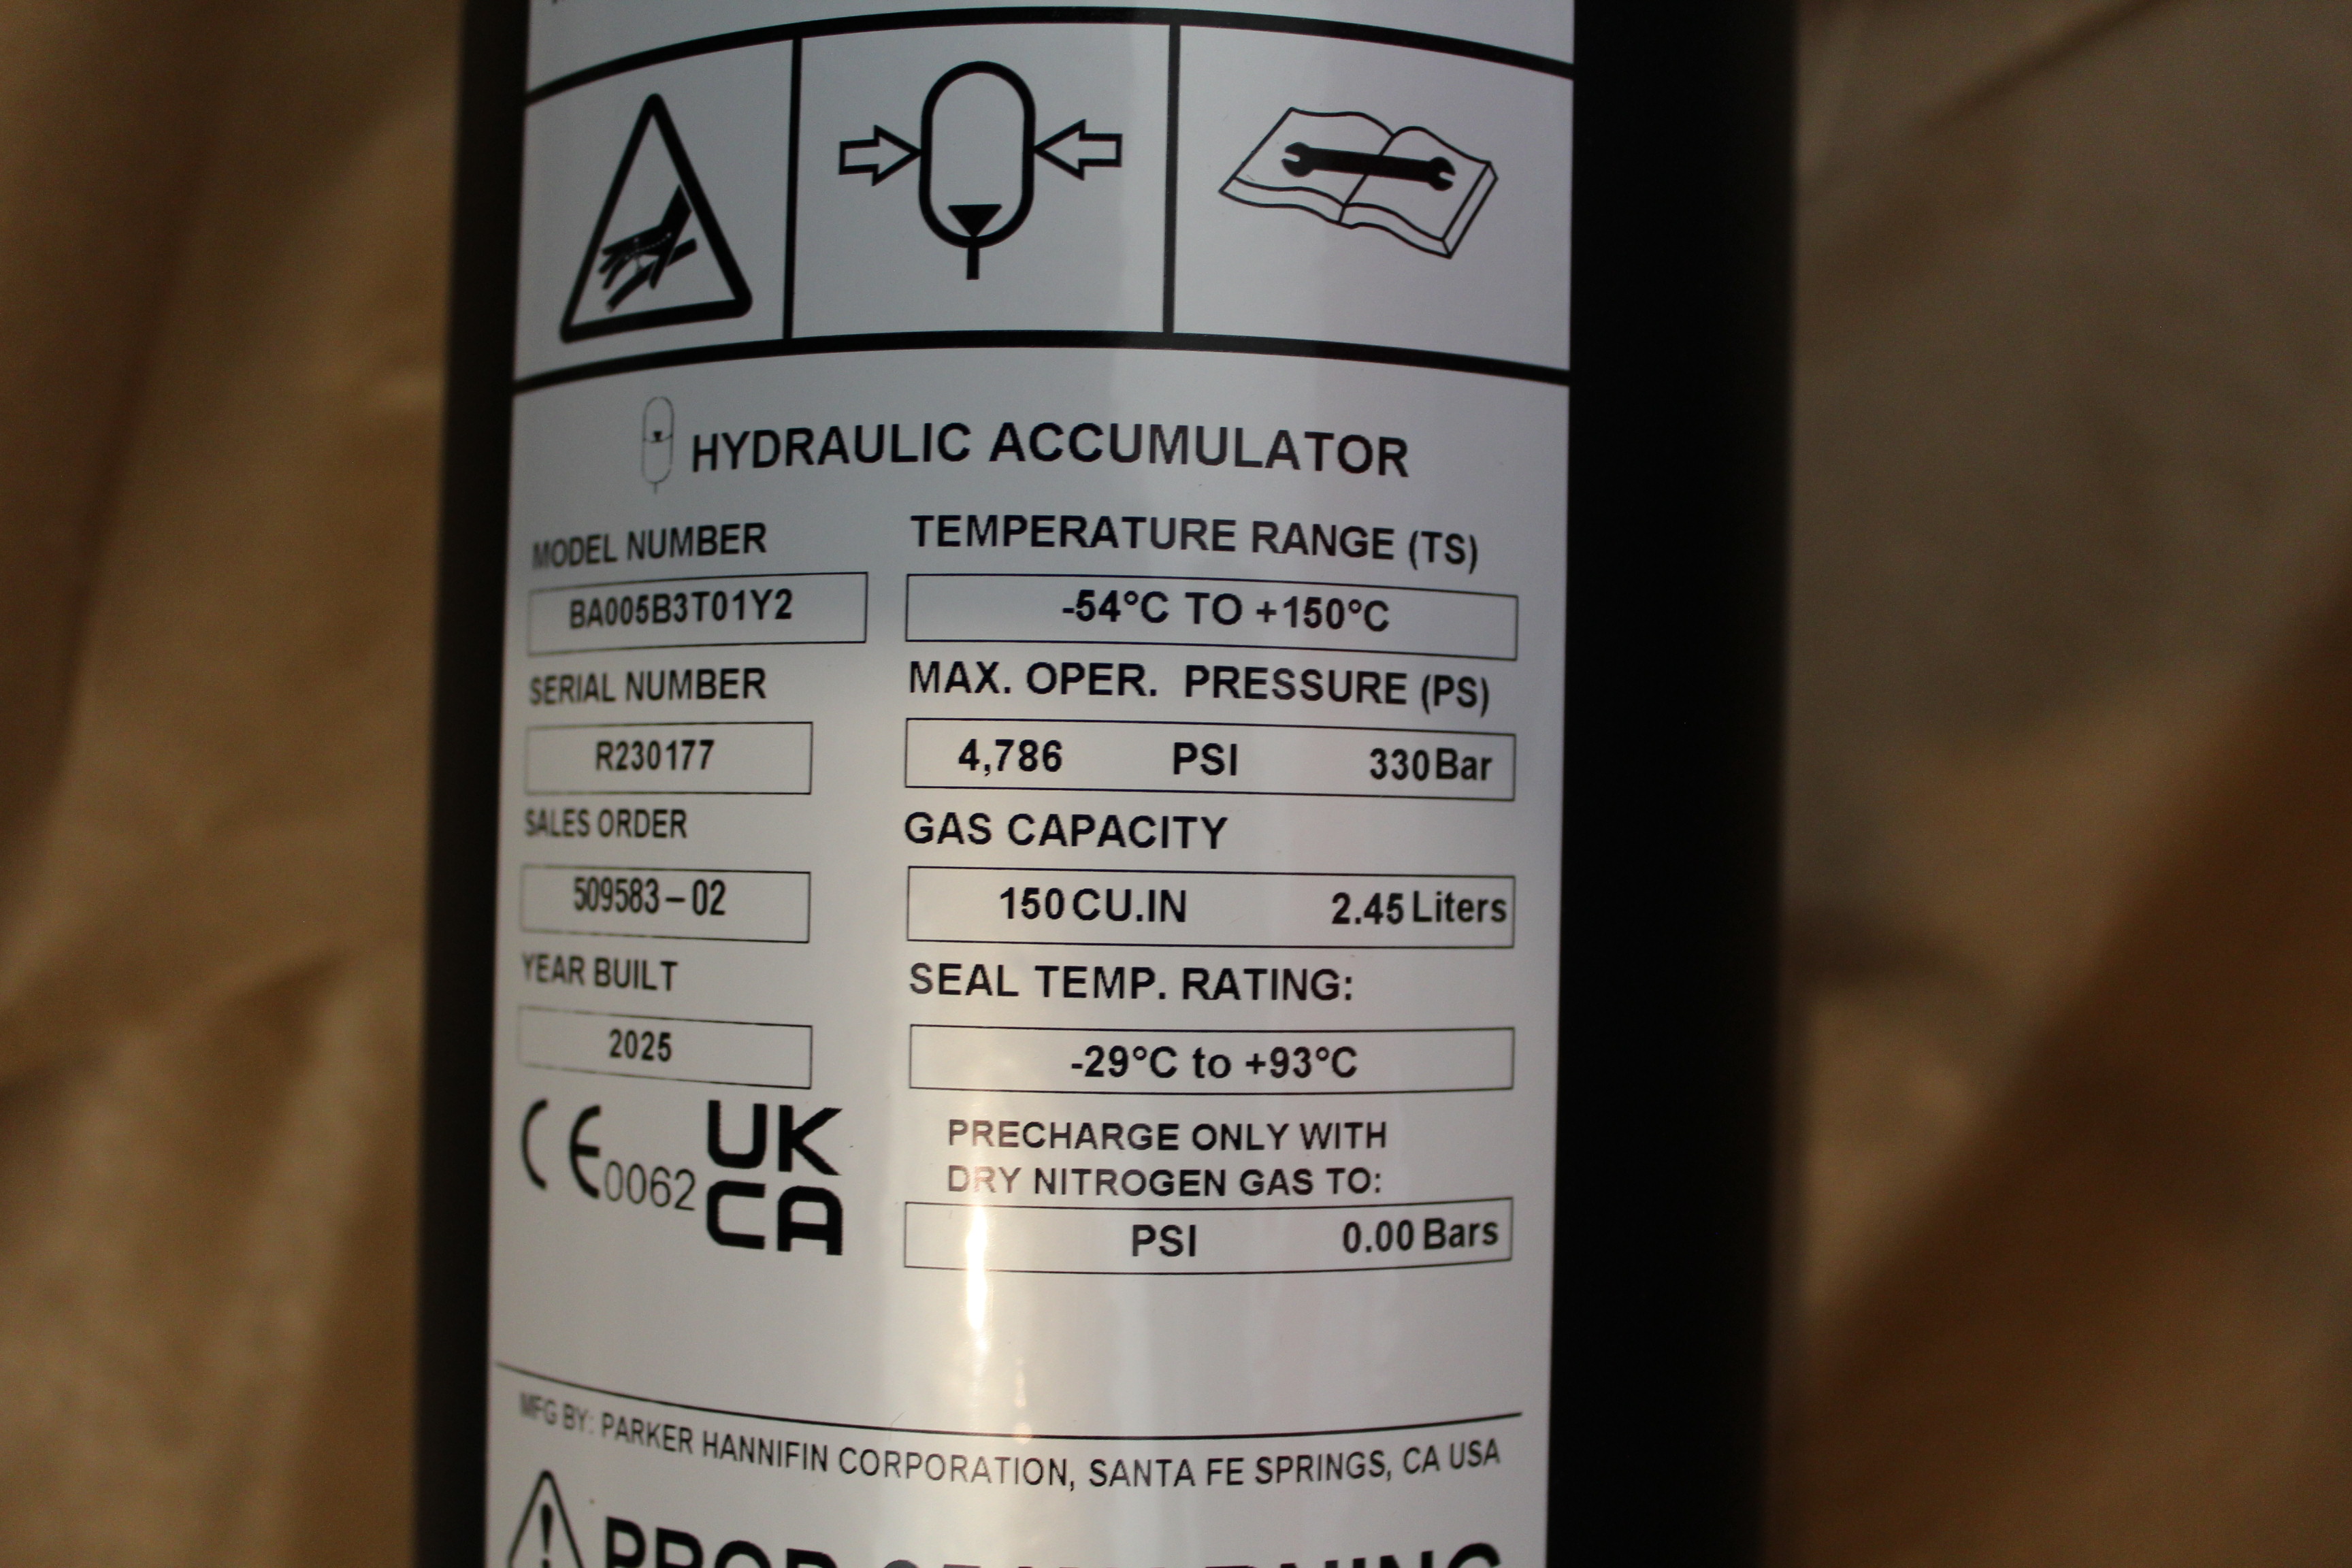 HYDRAULIC ACCUMULATOR
MODEL NUMBER
BA005B3T01Y2
SERIAL NUMBER
R230177
SALES ORDER
509583-02
YEAR BUILT
2025
CE 0062 UK
CA
TEMPERATURE RANGE (TS)
-54°C TO +150°C
MAX. OPER. PRESSURE (PS)
4,786 PSI 330 Bar
GAS CAPACITY
150 CU.IN 2.45 Liters
SEAL TEMP. RATING:
-29°C to +93°C
PRECHARGE ONLY WITH
DRY NITROGEN GAS TO:
PSI 0.00 Bars
MFG BY: PARKER HANNIFIN CORPORATION, SANTA FE SPRINGS, CA USA